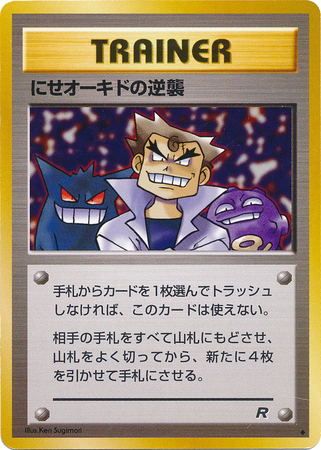 TRAINER
にせオーキドの逆襲
手札からカードを1枚選んでトラッシュ
しなければ、このカードは使えない。
相手の手札をすべて山札にもどさせ、
山札をよく切ってから、新たに4枚
を引かせて手札にさせる。
R
Illus.Ken Sugimori